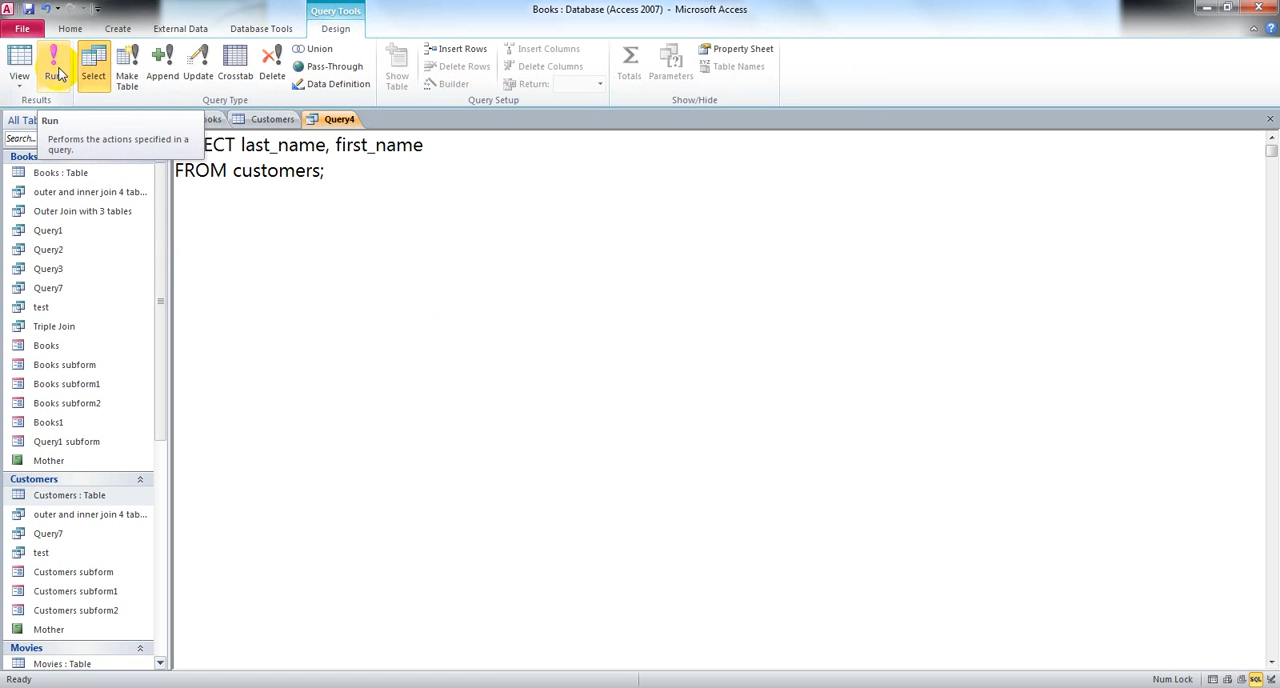 Books : Database (Access 2007) - Microsoft Access
Query Tools
File
Home
Create
External Data
Database Tools
Design
View
Run
Select
Make Table
Append
Update
Crosstab
Delete
Union
Pass-Through
Data Definition
Show Table
Insert Rows
Delete Rows
Builder
Insert Columns
Delete Columns
Return:
Totals
Parameters
Property Sheet
Table Names
Results
Query Type
Query Setup
Show/Hide
Run
Performs the actions specified in a
query.
All Tab
Search...
ooks
Customers
Query4
ECT last_name, first_name
FROM customers;
Books
Books : Table
outer and inner join 4 tab...
Outer Join with 3 tables
Query1
Query2
Query3
Query7
test
Triple Join
Books
Books subform
Books subform1
Books subform2
Books1
Query1 subform
Mother
Customers
Customers : Table
outer and inner join 4 tab...
Query7
test
Customers subform
Customers subform1
Customers subform2
Mother
Movies
Movies : Table
Ready
Num Lock
SQL